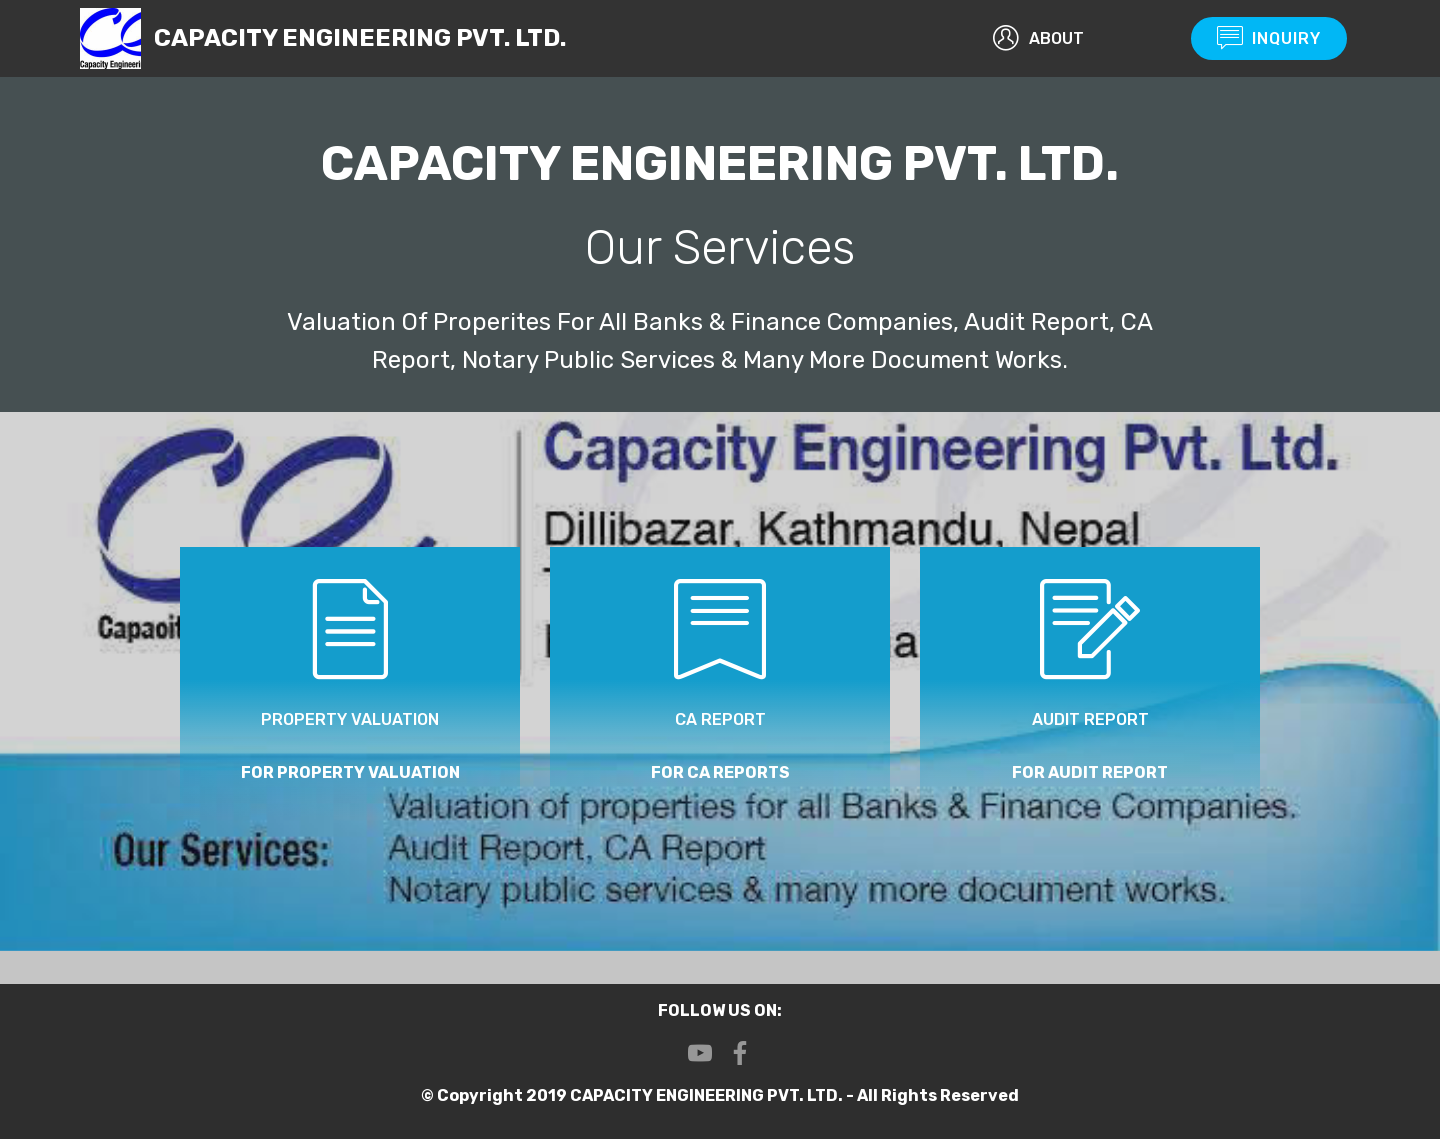 Capacity Engineeri
CAPACITY ENGINEERING PVT. LTD.
ABOUT
INQUIRY
CAPACITY ENGINEERING PVT. LTD.
Our Services
Valuation Of Properites For All Banks & Finance Companies, Audit Report, CA
Report, Notary Public Services & Many More Document Works.
Capacity Engineering Pvt. Ltd.
Dillibazar, Kathmandu, Nepal
PROPERTY VALUATION
CA REPORT
AUDIT REPORT
FOR PROPERTY VALUATION
FOR CA REPORTS
FOR AUDIT REPORT
Valuation of properties for all Banks & Finance Companies.
Our Services:
Audit Report, CA Report
Notary public services & many more document works.
FOLLOW US ON:
© Copyright 2019 CAPACITY ENGINEERING PVT. LTD. - All Rights Reserved